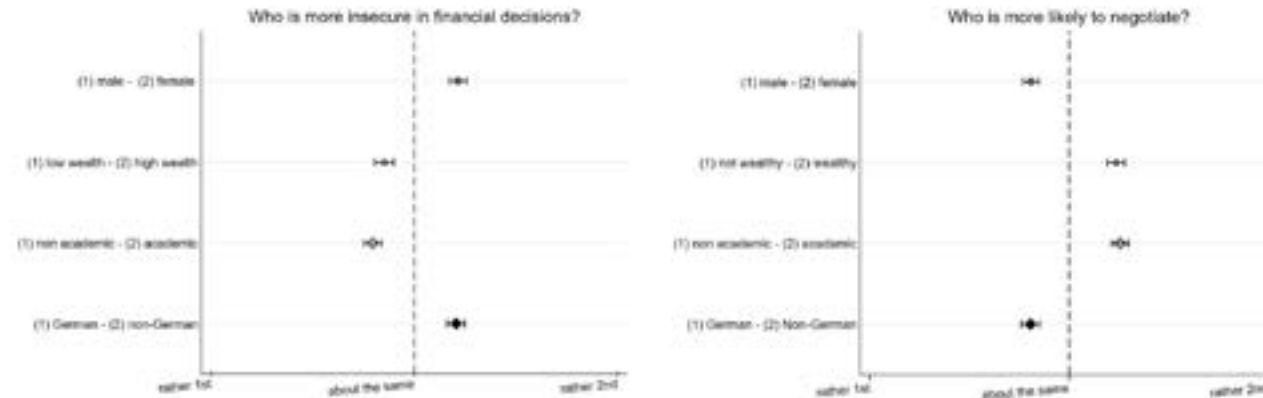 Who is more insecure in financial decisions?
(1) male - (2) female
(1) low wealth - (2) high wealth
(1) non academic - (2) academic
(1) German - (2) non-German
rather 1st
about the same
rather 2nd
Who is more likely to negotiate?
(1) male - (2) female
(1) not wealthy - (2) wealthy
(1) non academic - (2) academic
(1) German - (2) Non-German
rather 1st
about the same
rather 2nd